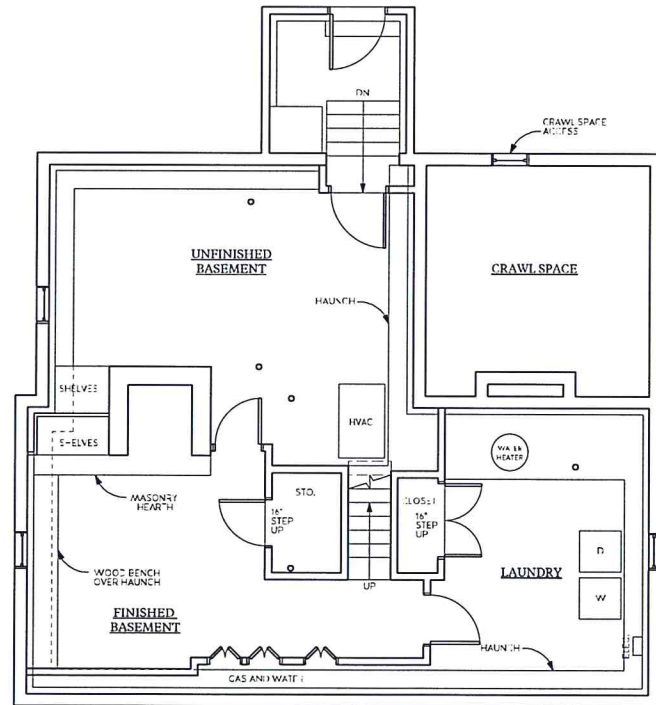 DN
CRAWL SPACE
ACCESS
UNFINISHED
BASEMENT
CRAWL SPACE
HAUNCH
SHELVES
SHELVES
HVAC
WATER
HEATER
MASONRY
HEARTH
STO.
16"
STEP
UP
CLOSET
16"
STEP
UP
D
WOOD BENCH
OVER HAUNCH
UP
LAUNDRY
W
FINISHED
BASEMENT
HAUNCH
ELEC.
GAS AND WATER